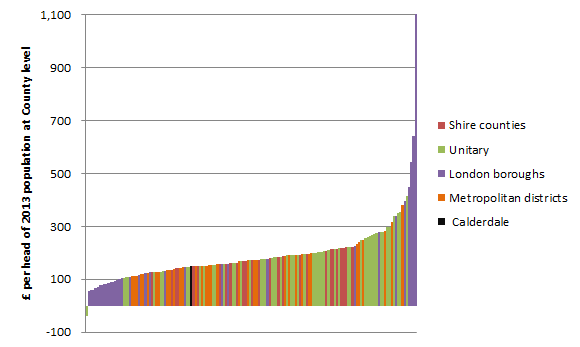 £ per head of 2013 population at County level
1,100
900
700
500
300
100
-100
Shire counties
Unitary
London boroughs
Metropolitan districts
Calderdale